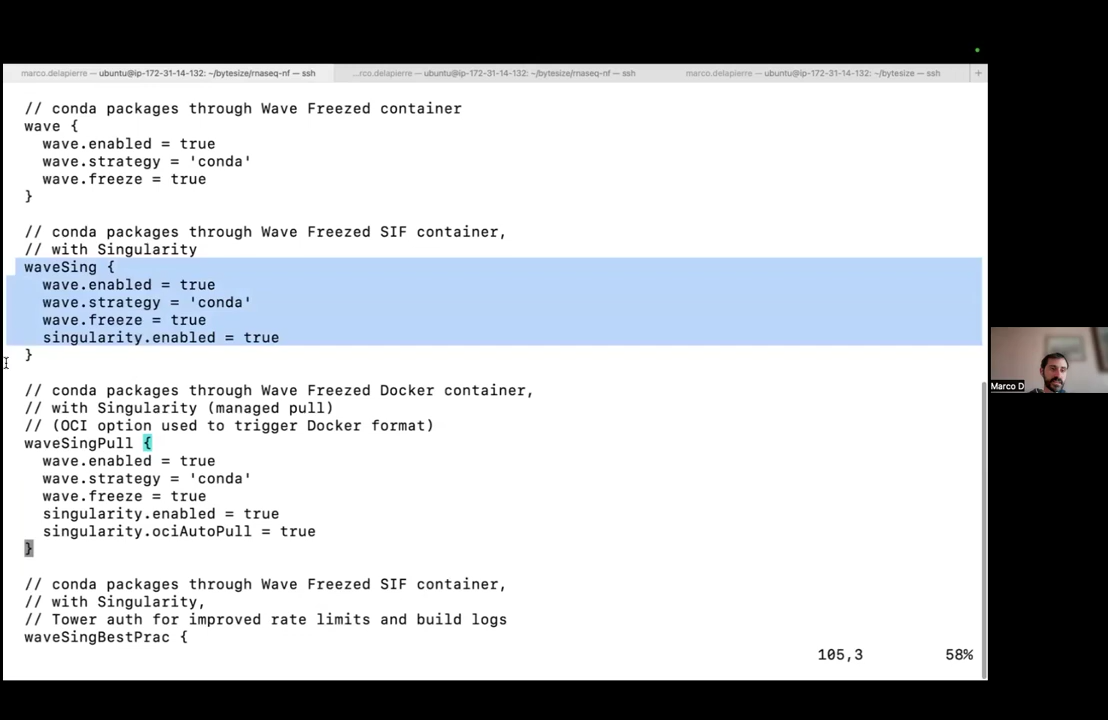 marco.delapierre — ubuntu@ip-172-31-14-132: ~/bytesize/rnaseq-nf — ssh
...rco.delapierre — ubuntu@ip-172-31-14-132: ~/bytesize/rnaseq-nf — ssh
marco.delapierre — ubuntu@ip-172-31-14-132: ~/bytesize — ssh
+
// conda packages through Wave Freezed container
wave {
wave.enabled = true
wave.strategy = 'conda'
wave.freeze = true
}
// conda packages through Wave Freezed SIF container,
// with Singularity
waveSing {
wave.enabled = true
wave.strategy = 'conda'
wave.freeze = true
singularity.enabled = true
}
// conda packages through Wave Freezed Docker container,
// with Singularity (managed pull)
// (OCI option used to trigger Docker format)
waveSingPull {
wave.enabled = true
wave.strategy = 'conda'
wave.freeze = true
singularity.enabled = true
singularity.ociAutoPull = true
}
// conda packages through Wave Freezed SIF container,
// with Singularity,
// Tower auth for improved rate limits and build logs
waveSingBestPrac {
105,3 58%
Marco D